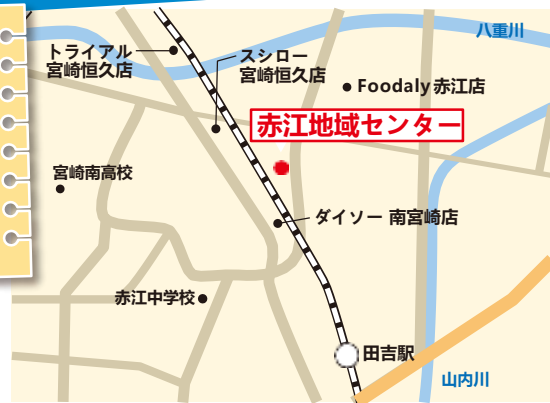 八重川
トライアル
宮崎恒久店
スシロー
宮崎恒久店
Foodaly 赤江店
赤江地域センター
宮崎南高校
ダイソー 南宮崎店
赤江中学校
田吉駅
山内川